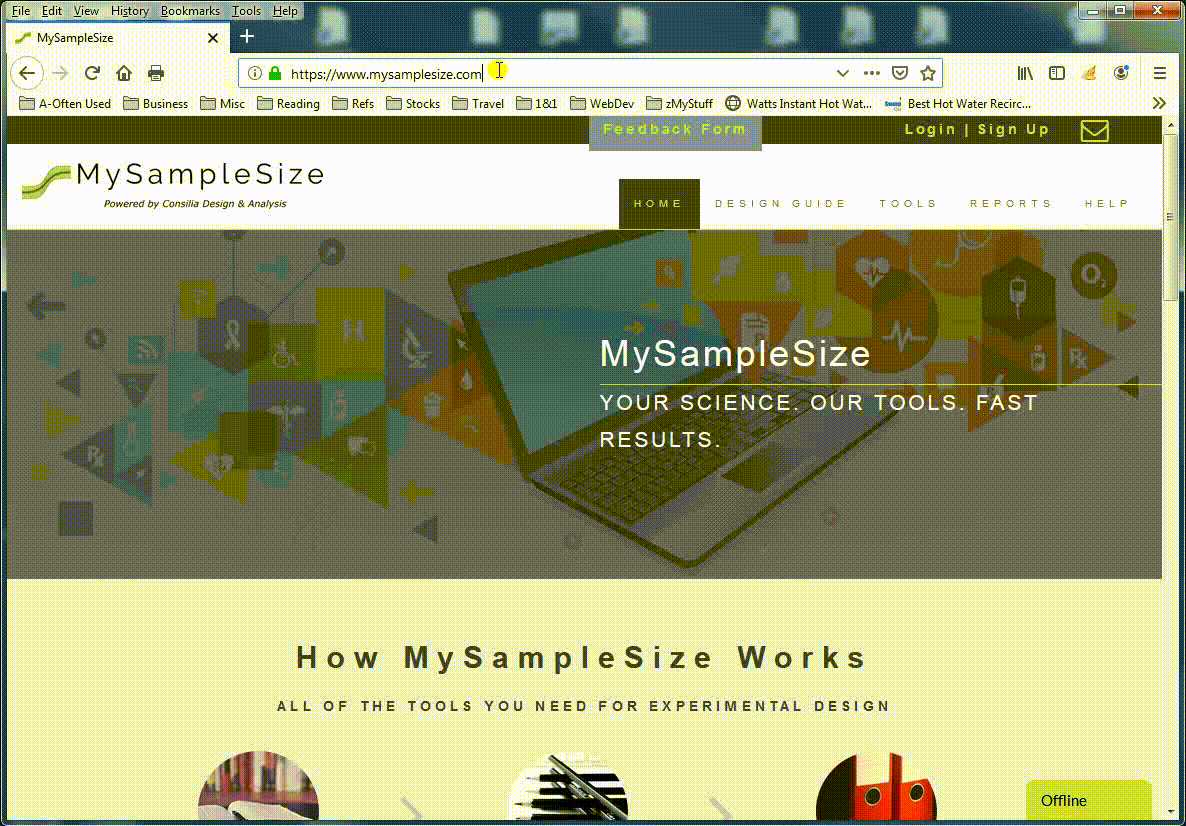 File Edit View History Bookmarks Tools Help
MySampleSize
https://www.mysamplesize.com
A-Often Used Business Misc Reading Refs Stocks Travel 1&1 WebDev zMyStuff Watts Instant Hot Wat... Best Hot Water Recirc...
Feedback Form Login | Sign Up
MySampleSize
Powered by Consilia Design & Analysis
HOME DESIGN GUIDE TOOLS REPORTS HELP
MySampleSize
YOUR SCIENCE. OUR TOOLS. FAST
RESULTS.
How MySampleSize Works
ALL OF THE TOOLS YOU NEED FOR EXPERIMENTAL DESIGN
Offline